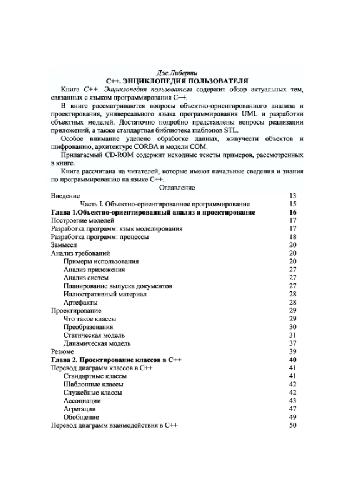 Дзс Либерти
C++. ЭНЦИКЛОПЕДИЯ ПОЛЬЗОВАТЕЛЯ
Книга C++. Энциклопедия пользователя содержит обзор актуальных тем,
связанных с языком программирования C++.
В книге рассматриваются вопросы объектно-ориентированного анализа и
проектирования, универсального языка программирования UML и разработки
объектных моделей. Достаточно подробно представлены вопросы реализации
приложений, а также стандартная библиотека шаблонов STL.
Особое внимание уделено обработке данных, живучести объектов и
шифрованию, архитектуре CORBA и модели COM.
Прилагаемый CD-ROM содержит исходные тексты примеров, рассмотренных
в книге.
Книга рассчитана на читателей, которые имеют начальные сведения и знания
по программированию на языке C++.
Оглавление
Введение 13
Часть I. Объектно-ориентированное программирование 15
Глава 1.Объектно-ориентированный анализ и проектирование 16
Построение моделей 17
Разработка программ: язык моделирования 17
Разработка программ: процессы 18
Замысел 20
Анализ требований 20
Примеры использования 20
Анализ приложения 27
Анализ систем 27
Планирование выпуска документов 27
Иллюстративный материал 28
Артефакты 28
Проектирование 29
Что такое классы 29
Преобразования 30
Статическая модель 31
Динамическая модель 37
Резюме 39
Глава 2. Проектирование классов в C++ 40
Перевод диаграмм классов в C++ 41
Стандартные классы 41
Шаблонные классы 42
Служебные классы 42
Ассоциации 43
Агрегации 47
Обобщение 49
Перевод диаграмм взаимодействия в C++ 50